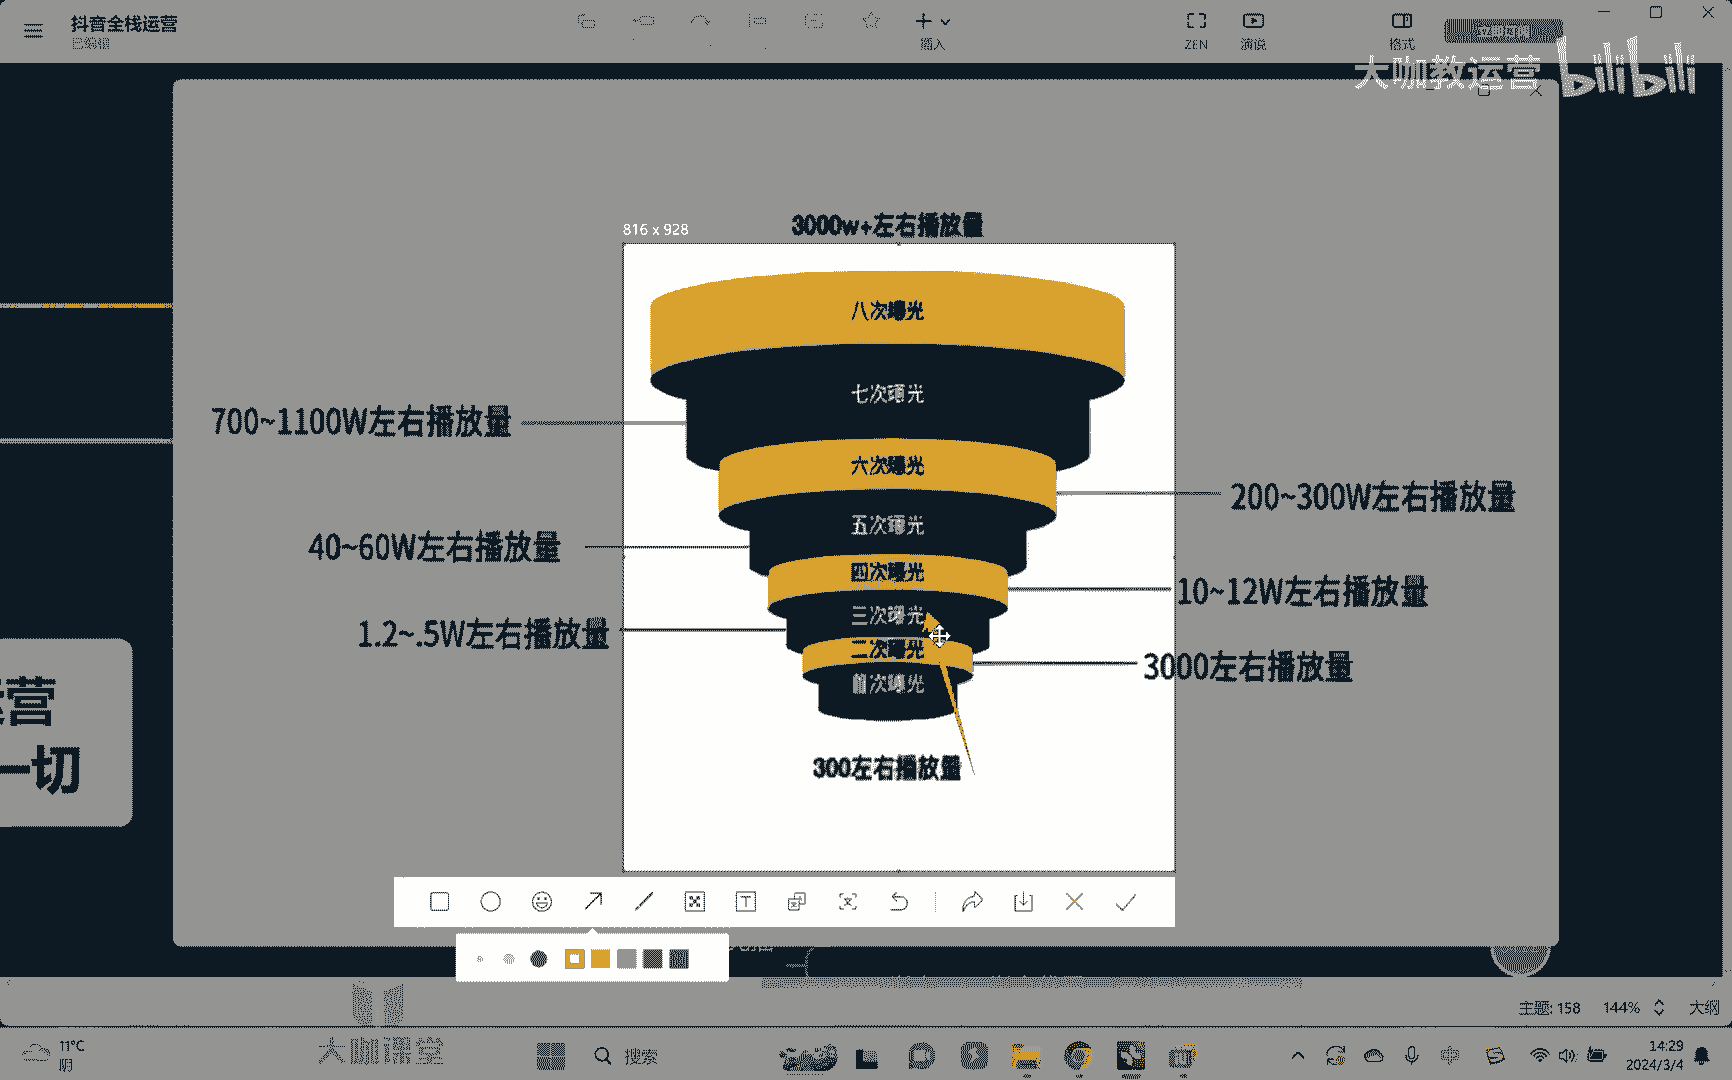 抖音全栈运营
已编辑
插入
ZEN
演说
格式
大咖教运营
bilibili
816 x 928
3000w+左右播放量
八次曝光
七次曝光
700~1100W左右播放量
六次曝光
200~300W左右播放量
五次曝光
40~60W左右播放量
四次曝光
10~12W左右播放量
三次曝光
1.2~.5W左右播放量
二次曝光
3000左右播放量
首次曝光
300左右播放量
运营
一切
主题: 158
144%
大纲
大咖课堂
11°C
阴
搜索
中
14:29
2024/3/4